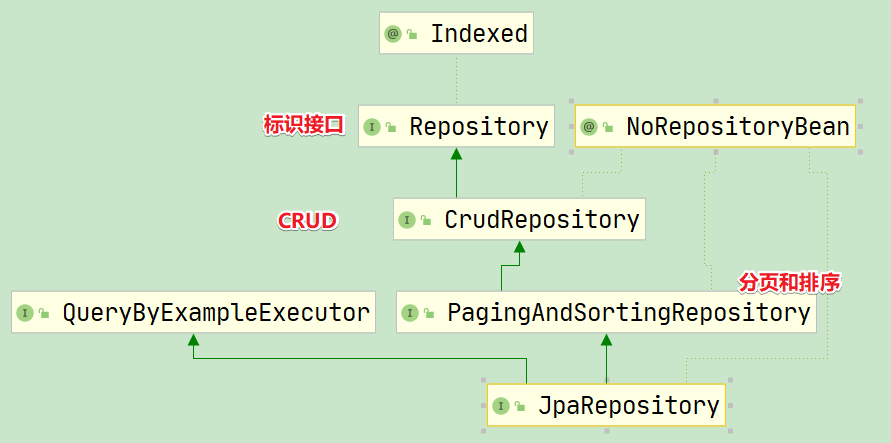 Indexed
标识接口
Repository
NoRepositoryBean
CRUD
CrudRepository
分页和排序
QueryByExampleExecutor
PagingAndSortingRepository
JpaRepository